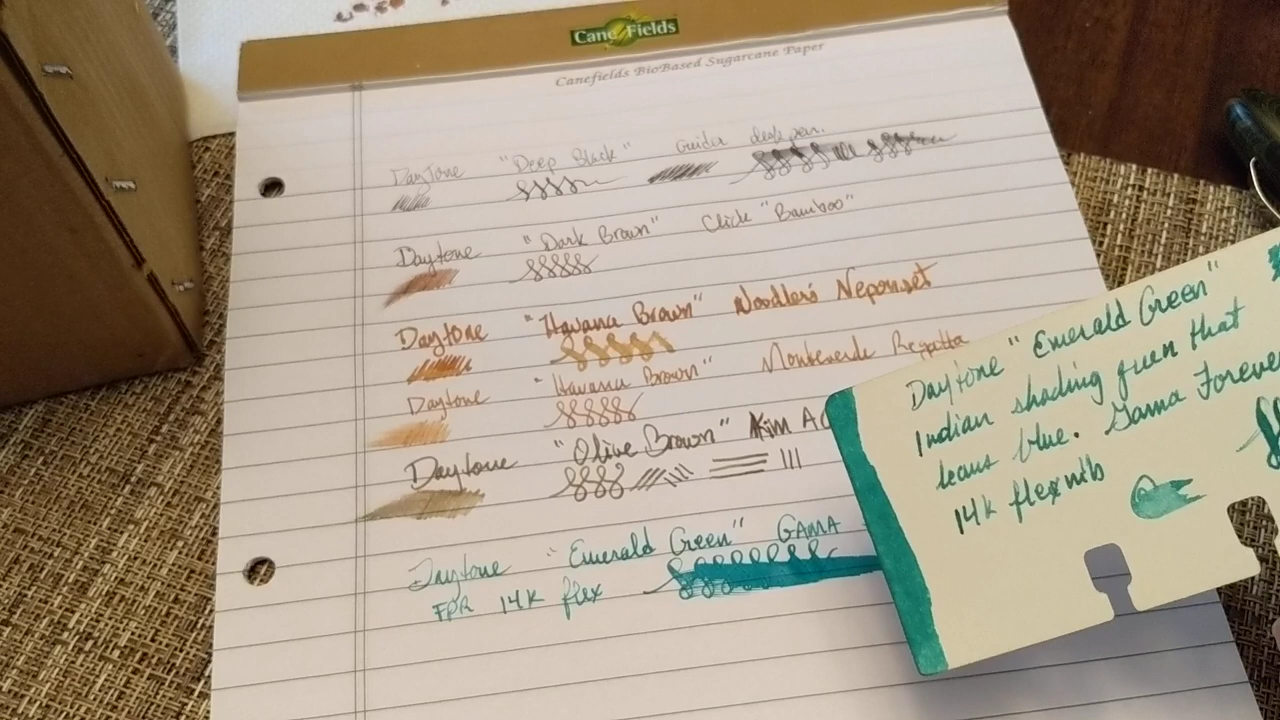 Cane Fields
Canefields BioBased Sugarcane Paper
Daytone "Deep Black" Guider desk pen.
Daytone "Dark Brown" Click "Bamboo"
Daytone "Havana Brown" Noodler's Neponset
Daytone "Havana Brown" Monteverde Regatta
Daytone "Olive Brown" Kim
Daytone "Emerald Green" GAMA
FPR 14K flex
Daytone "Emerald Green"
Indian shading green that
leans blue. Gama Forever
14k flex nib